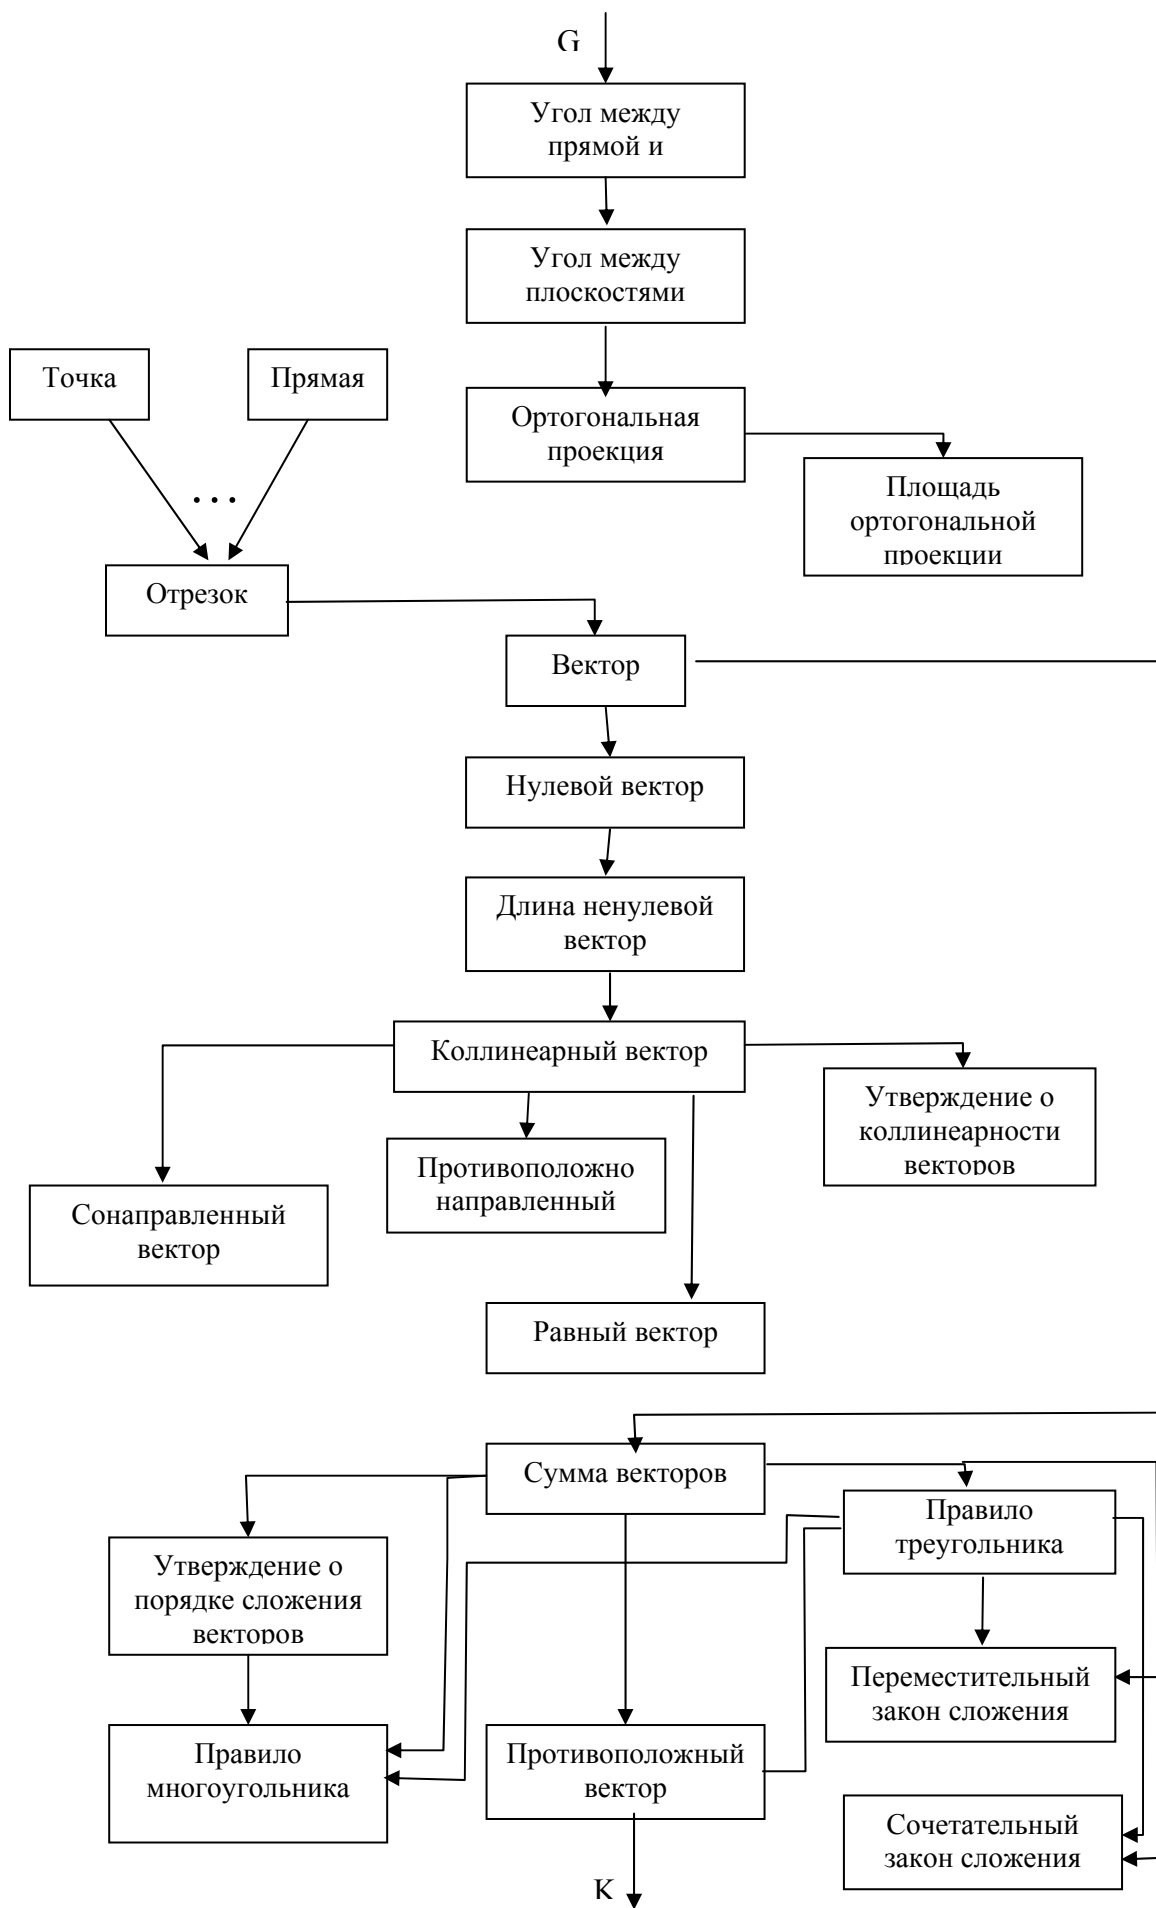 G
Угол между
прямой и
Угол между
плоскостями
Точка
Прямая
Ортогональная
проекция
. . .
Площадь
ортогональной
проекции
Отрезок
Вектор
Нулевой вектор
Длина ненулевой
вектор
Коллинеарный вектор
Утверждение о
коллинеарности
векторов
Противоположно
направленный
Сонаправленный
вектор
Равный вектор
Сумма векторов
Правило
треугольника
Утверждение о
порядке сложения
векторов
Переместительный
закон сложения
Правило
многоугольника
Противоположный
вектор
Сочетательный
закон сложения
K